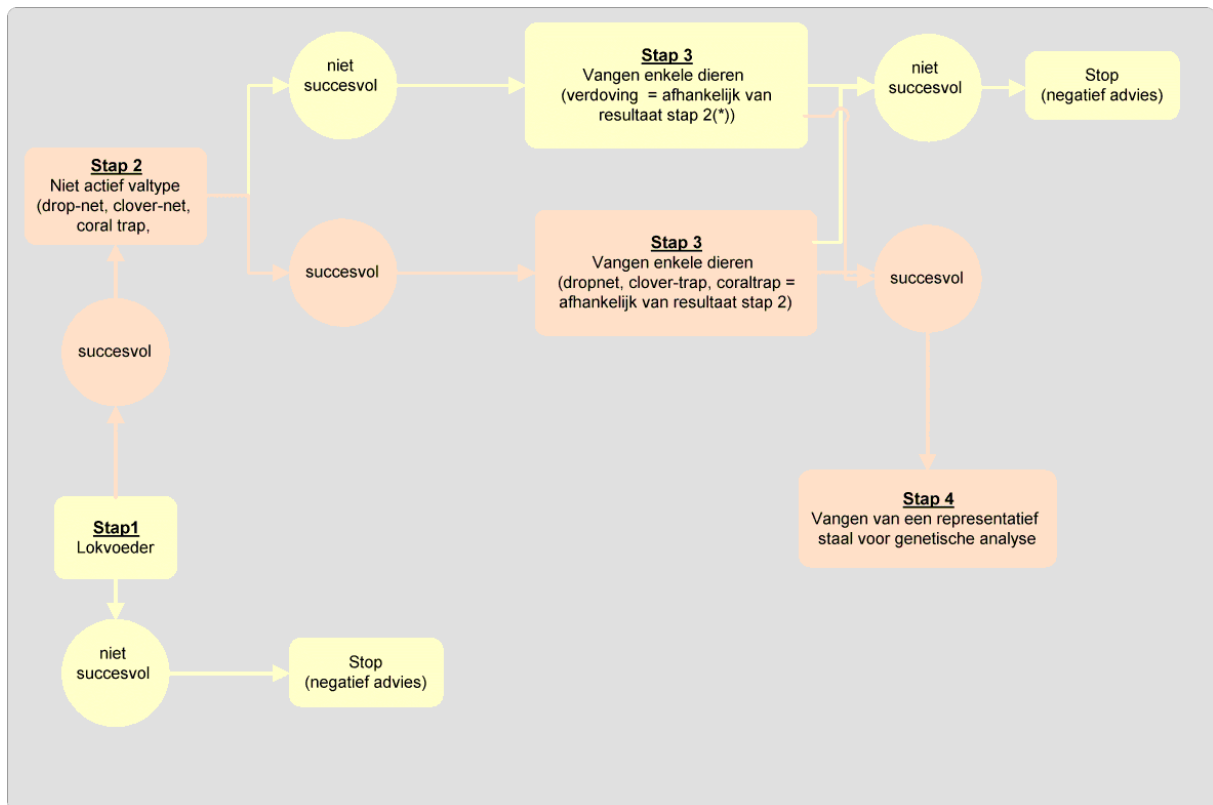 niet
succesvol
Stap 3
Vangen enkele dieren
(verdoving = afhankelijk van
resultaat stap 2(*))
niet
succesvol
Stop
(negatief advies)
Stap 2
Niet actief valtype
(drop-net, clover-net,
coral trap,
succesvol
Stap 3
Vangen enkele dieren
(dropnet, clover-trap, coraltrap =
afhankelijk van resultaat stap 2)
succesvol
succesvol
Stap1
Lokvoeder
Stap 4
Vangen van een representatief
staal voor genetische analyse
niet
succesvol
Stop
(negatief advies)